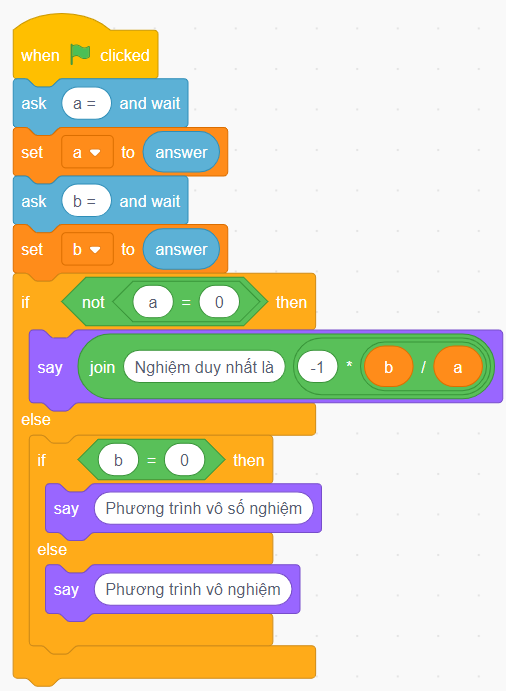 when clicked
ask a = and wait
set a to answer
ask b = and wait
set b to answer
if not a = 0 then
say join Nghiệm duy nhất là -1 * b / a
else
if b = 0 then
say Phương trình vô số nghiệm
else
say Phương trình vô nghiệm